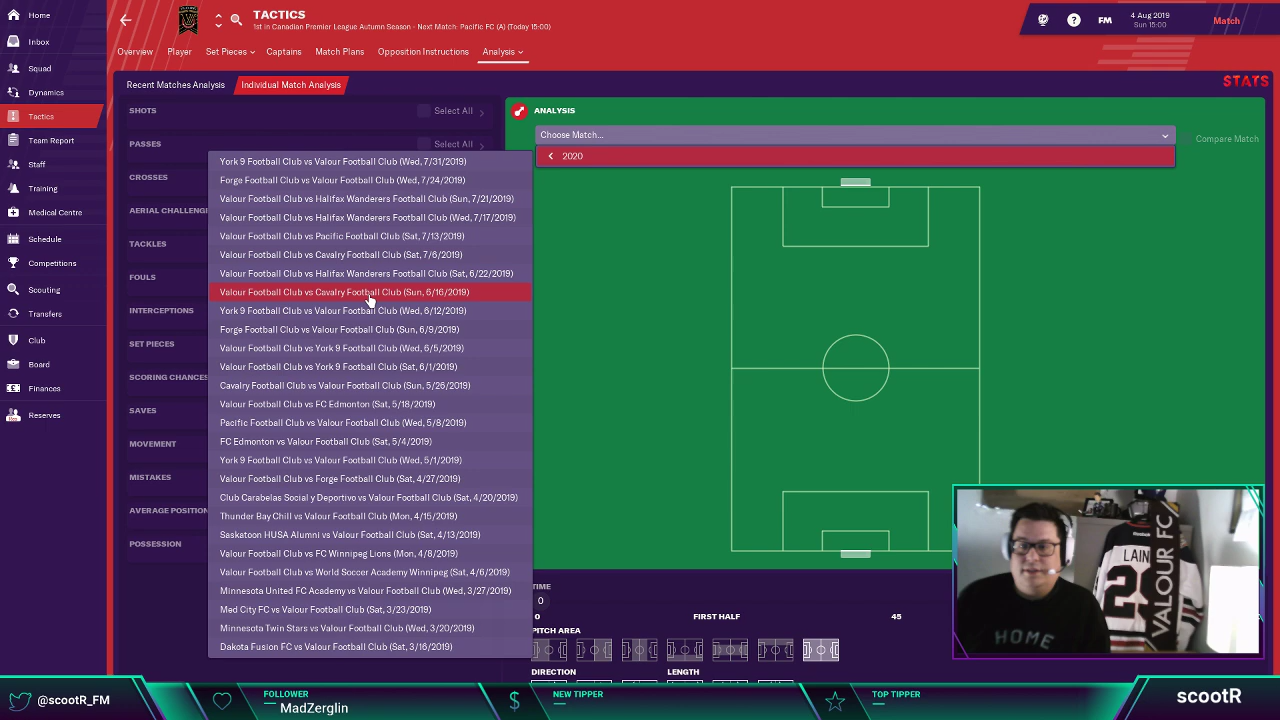 Home
Inbox
Squad
Dynamics
Tactics
Team Report
Staff
Training
Medical Centre
Schedule
Competitions
Scouting
Transfers
Club
Board
Finances
Reserves
TACTICS
1st in Canadian Premier League Autumn Season - Next Match: Pacific FC (A) (Today 15:00)
FM
4 Aug 2019
Sun 15:00
Match
Overview
Player
Set Pieces
Captains
Match Plans
Opposition Instructions
Analysis
Recent Matches Analysis
Individual Match Analysis
STATS
SHOTS
Select All
PASSES
Select All
CROSSES
AERIAL CHALLENGE
TACKLES
FOULS
INTERCEPTIONS
SET PIECES
SCORING CHANCES
SAVES
MOVEMENT
MISTAKES
AVERAGE POSITION
POSSESSION
York 9 Football Club vs Valour Football Club (Wed, 7/31/2019)
Forge Football Club vs Valour Football Club (Wed, 7/24/2019)
Valour Football Club vs Halifax Wanderers Football Club (Sun, 7/21/2019)
Valour Football Club vs Halifax Wanderers Football Club (Wed, 7/17/2019)
Valour Football Club vs Pacific Football Club (Sat, 7/13/2019)
Valour Football Club vs Cavalry Football Club (Sat, 7/6/2019)
Valour Football Club vs Halifax Wanderers Football Club (Sat, 6/22/2019)
Valour Football Club vs Cavalry Football Club (Sun, 6/16/2019)
York 9 Football Club vs Valour Football Club (Wed, 6/12/2019)
Forge Football Club vs Valour Football Club (Sun, 6/9/2019)
Valour Football Club vs York 9 Football Club (Wed, 6/5/2019)
Valour Football Club vs York 9 Football Club (Sat, 6/1/2019)
Cavalry Football Club vs Valour Football Club (Sun, 5/26/2019)
Valour Football Club vs FC Edmonton (Sat, 5/18/2019)
Pacific Football Club vs Valour Football Club (Wed, 5/8/2019)
FC Edmonton vs Valour Football Club (Sat, 5/4/2019)
York 9 Football Club vs Valour Football Club (Wed, 5/1/2019)
Valour Football Club vs Forge Football Club (Sat, 4/27/2019)
Club Carabelas Social y Deportivo vs Valour Football Club (Sat, 4/20/2019)
Thunder Bay Chill vs Valour Football Club (Mon, 4/15/2019)
Saskatoon HUSA Alumni vs Valour Football Club (Sat, 4/13/2019)
Valour Football Club vs FC Winnipeg Lions (Mon, 4/8/2019)
Valour Football Club vs World Soccer Academy Winnipeg (Sat, 4/6/2019)
Minnesota United FC Academy vs Valour Football Club (Wed, 3/27/2019)
Med City FC vs Valour Football Club (Sat, 3/23/2019)
Minnesota Twin Stars vs Valour Football Club (Wed, 3/20/2019)
Dakota Fusion FC vs Valour Football Club (Sat, 3/16/2019)
ANALYSIS
Choose Match...
Compare Match
2020
TIME
0
0
FIRST HALF
45
PITCH AREA
DIRECTION
LENGTH
LAIN
2
VALOUR FC
HOME
@scootR_FM
FOLLOWER
MadZerglin
NEW TIPPER
TOP TIPPER
scootR